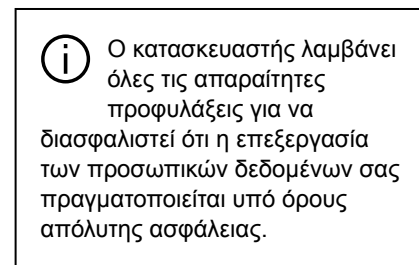 Ο κατασκευαστής λαμβάνει
όλες τις απαραίτητες
προφυλάξεις για να
διασφαλιστεί ότι η επεξεργασία
των προσωπικών δεδομένων σας
πραγματοποιείται υπό όρους
απόλυτης ασφάλειας.